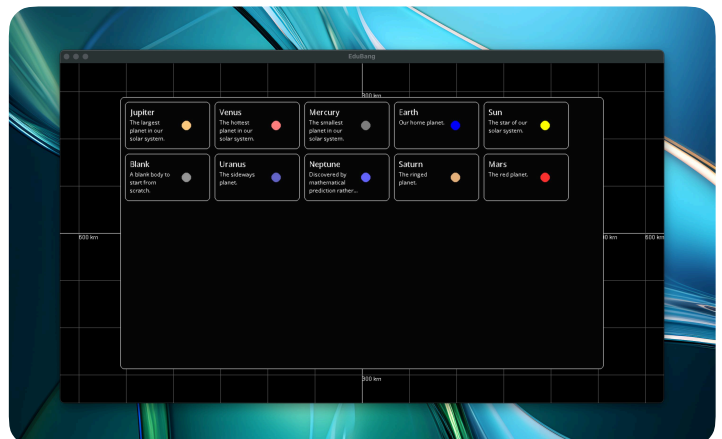 EduBang
300 km
Jupiter
The largest
planet in our
solar system.
Venus
The hottest
planet in our
solar system.
Mercury
The smallest
planet in our
solar system.
Earth
Our home planet.
Sun
The star of our
solar system.
Blank
A blank body to
start from
scratch.
Uranus
The sideways
planet.
Neptune
Discovered by
mathematical
prediction rather...
Saturn
The ringed
planet.
Mars
The red planet.
600 km
600 km
300 km